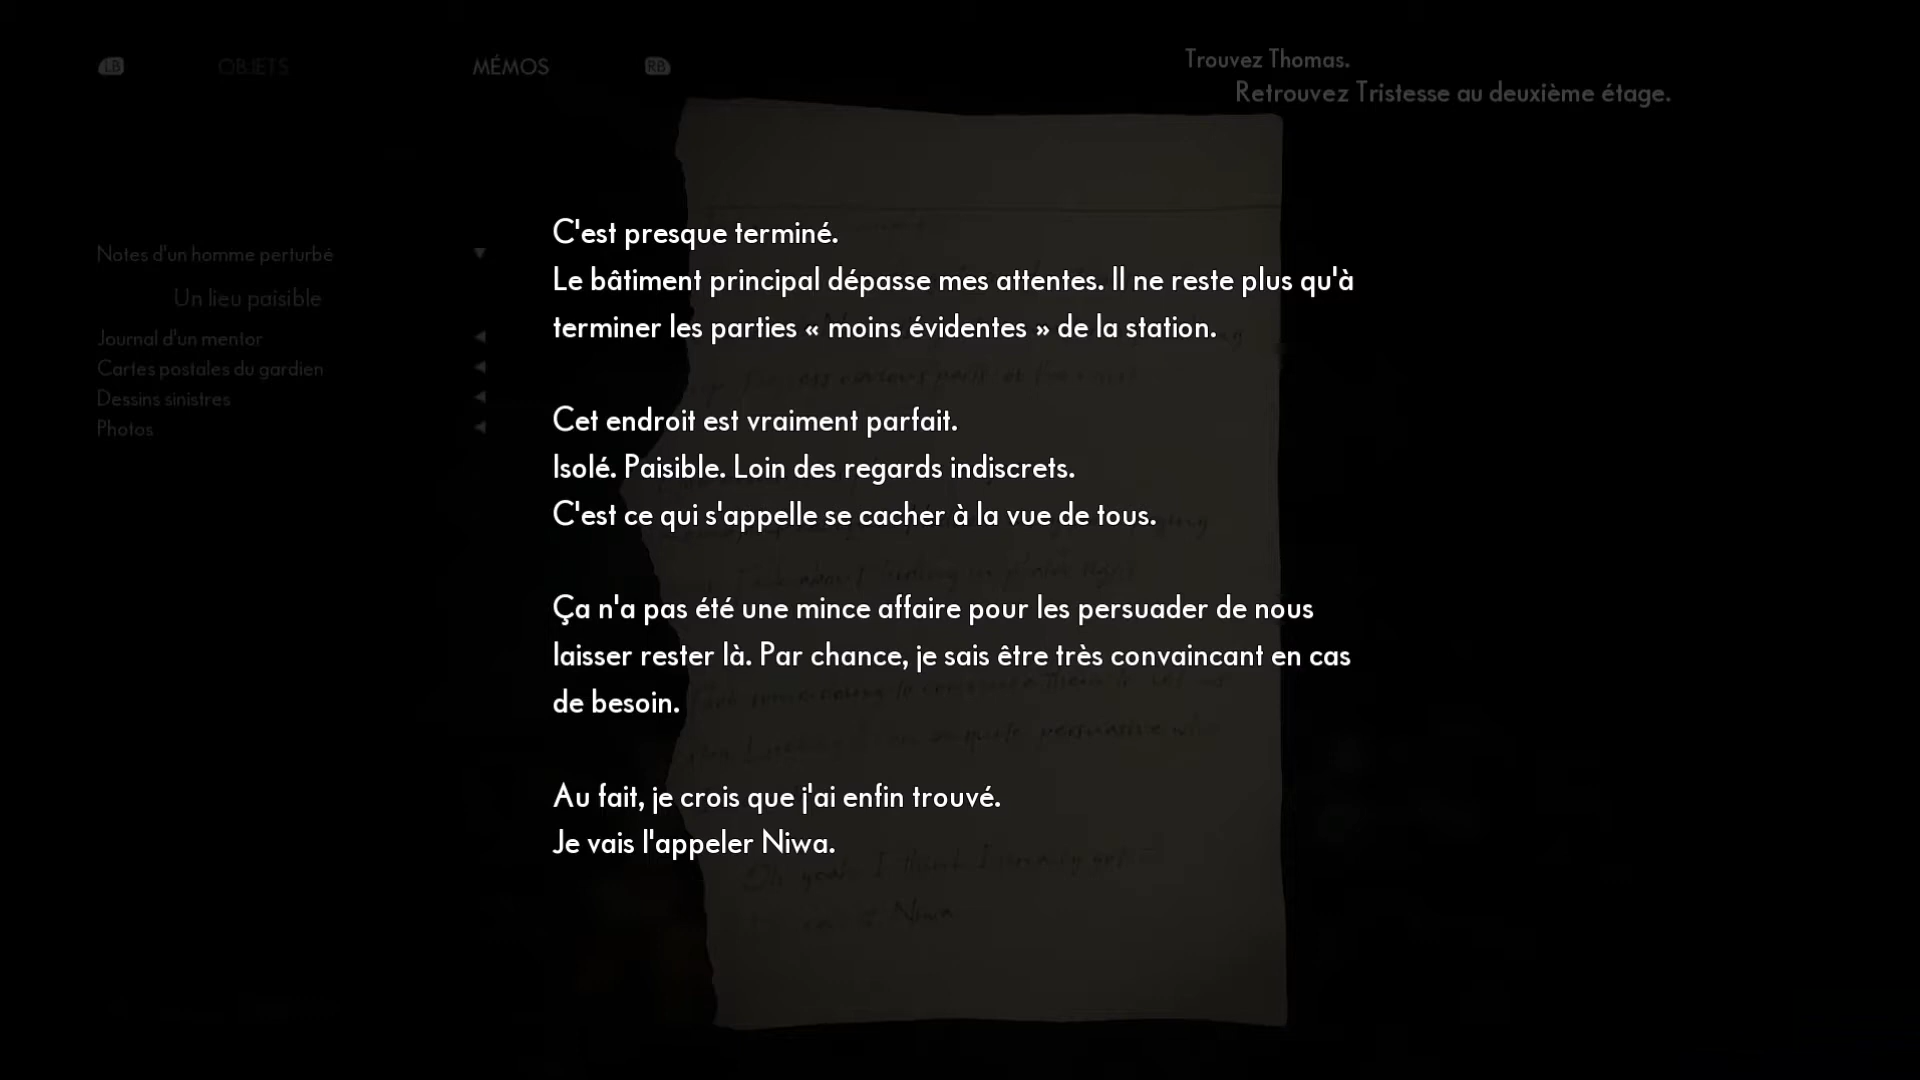 LB
OBJETS
MÉMOS
RB
Trouvez Thomas.
Retrouvez Tristesse au deuxième étage.
Notes d'un homme perturbé
Un lieu paisible
Journal d'un mentor
Cartes postales du gardien
Dessins sinistres
Photos
C'est presque terminé.
Le bâtiment principal dépasse mes attentes. Il ne reste plus qu'à
terminer les parties « moins évidentes » de la station.
Cet endroit est vraiment parfait.
Isolé. Paisible. Loin des regards indiscrets.
C'est ce qui s'appelle se cacher à la vue de tous.
Ça n'a pas été une mince affaire pour les persuader de nous
laisser rester là. Par chance, je sais être très convaincant en cas
de besoin.
Au fait, je crois que j'ai enfin trouvé.
Je vais l'appeler Niwa.